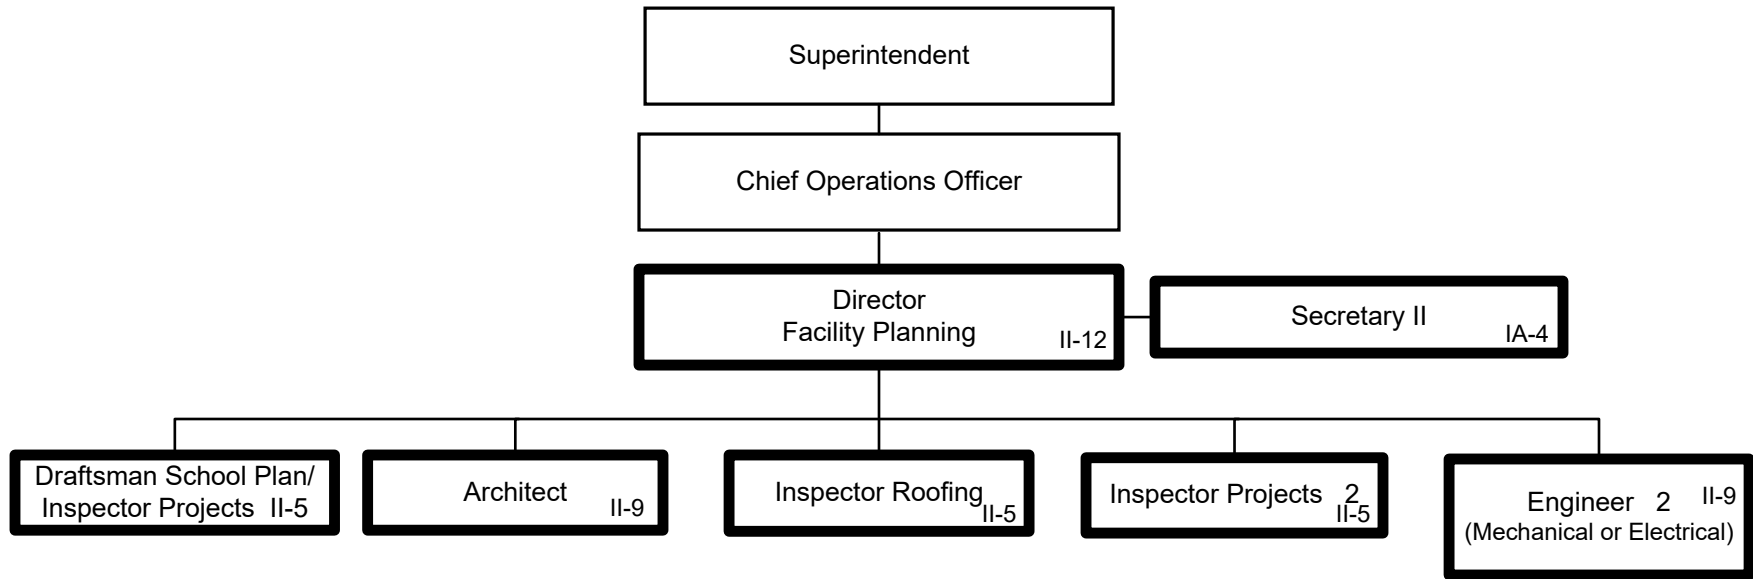 Superintendent
Chief Operations Officer
Director
Facility Planning
II-12
Secretary II
IA-4
Draftsman School Plan/
Inspector Projects II-5
Architect
II-9
Inspector Roofing
II-5
Inspector Projects 2
II-5
Engineer 2 II-9
(Mechanical or Electrical)